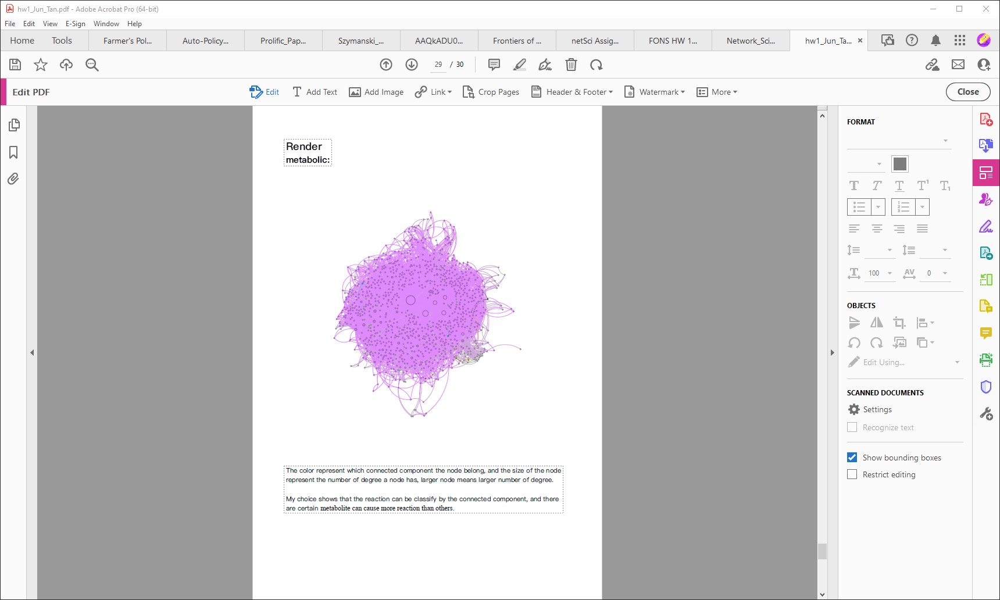 hw1_Jun_Tan.pdf - Adobe Acrobat Pro (64-bit)
File Edit View E-Sign Window Help
Home Tools Farmer's Pol... Auto-Policy... Prolific_Pap... Szymanski_... AAQkADU0... Frontiers of ... netSci Assig... FONS HW 1... Network_Sci... hw1_Jun_Ta...
29 / 30
Edit PDF Edit Add Text Add Image Link Crop Pages Header & Footer Watermark More Close
Render
metabolic:
The color represent which connected component the node belong, and the size of the node
represent the number of degree a node has, larger node means larger number of degree.
My choice shows that the reaction can be classify by the connected component, and there
are certain metabolite can cause more reaction than others.
FORMAT
100 AV 0
OBJECTS
Edit Using...
SCANNED DOCUMENTS
Settings
Recognize text
Show bounding boxes
Restrict editing